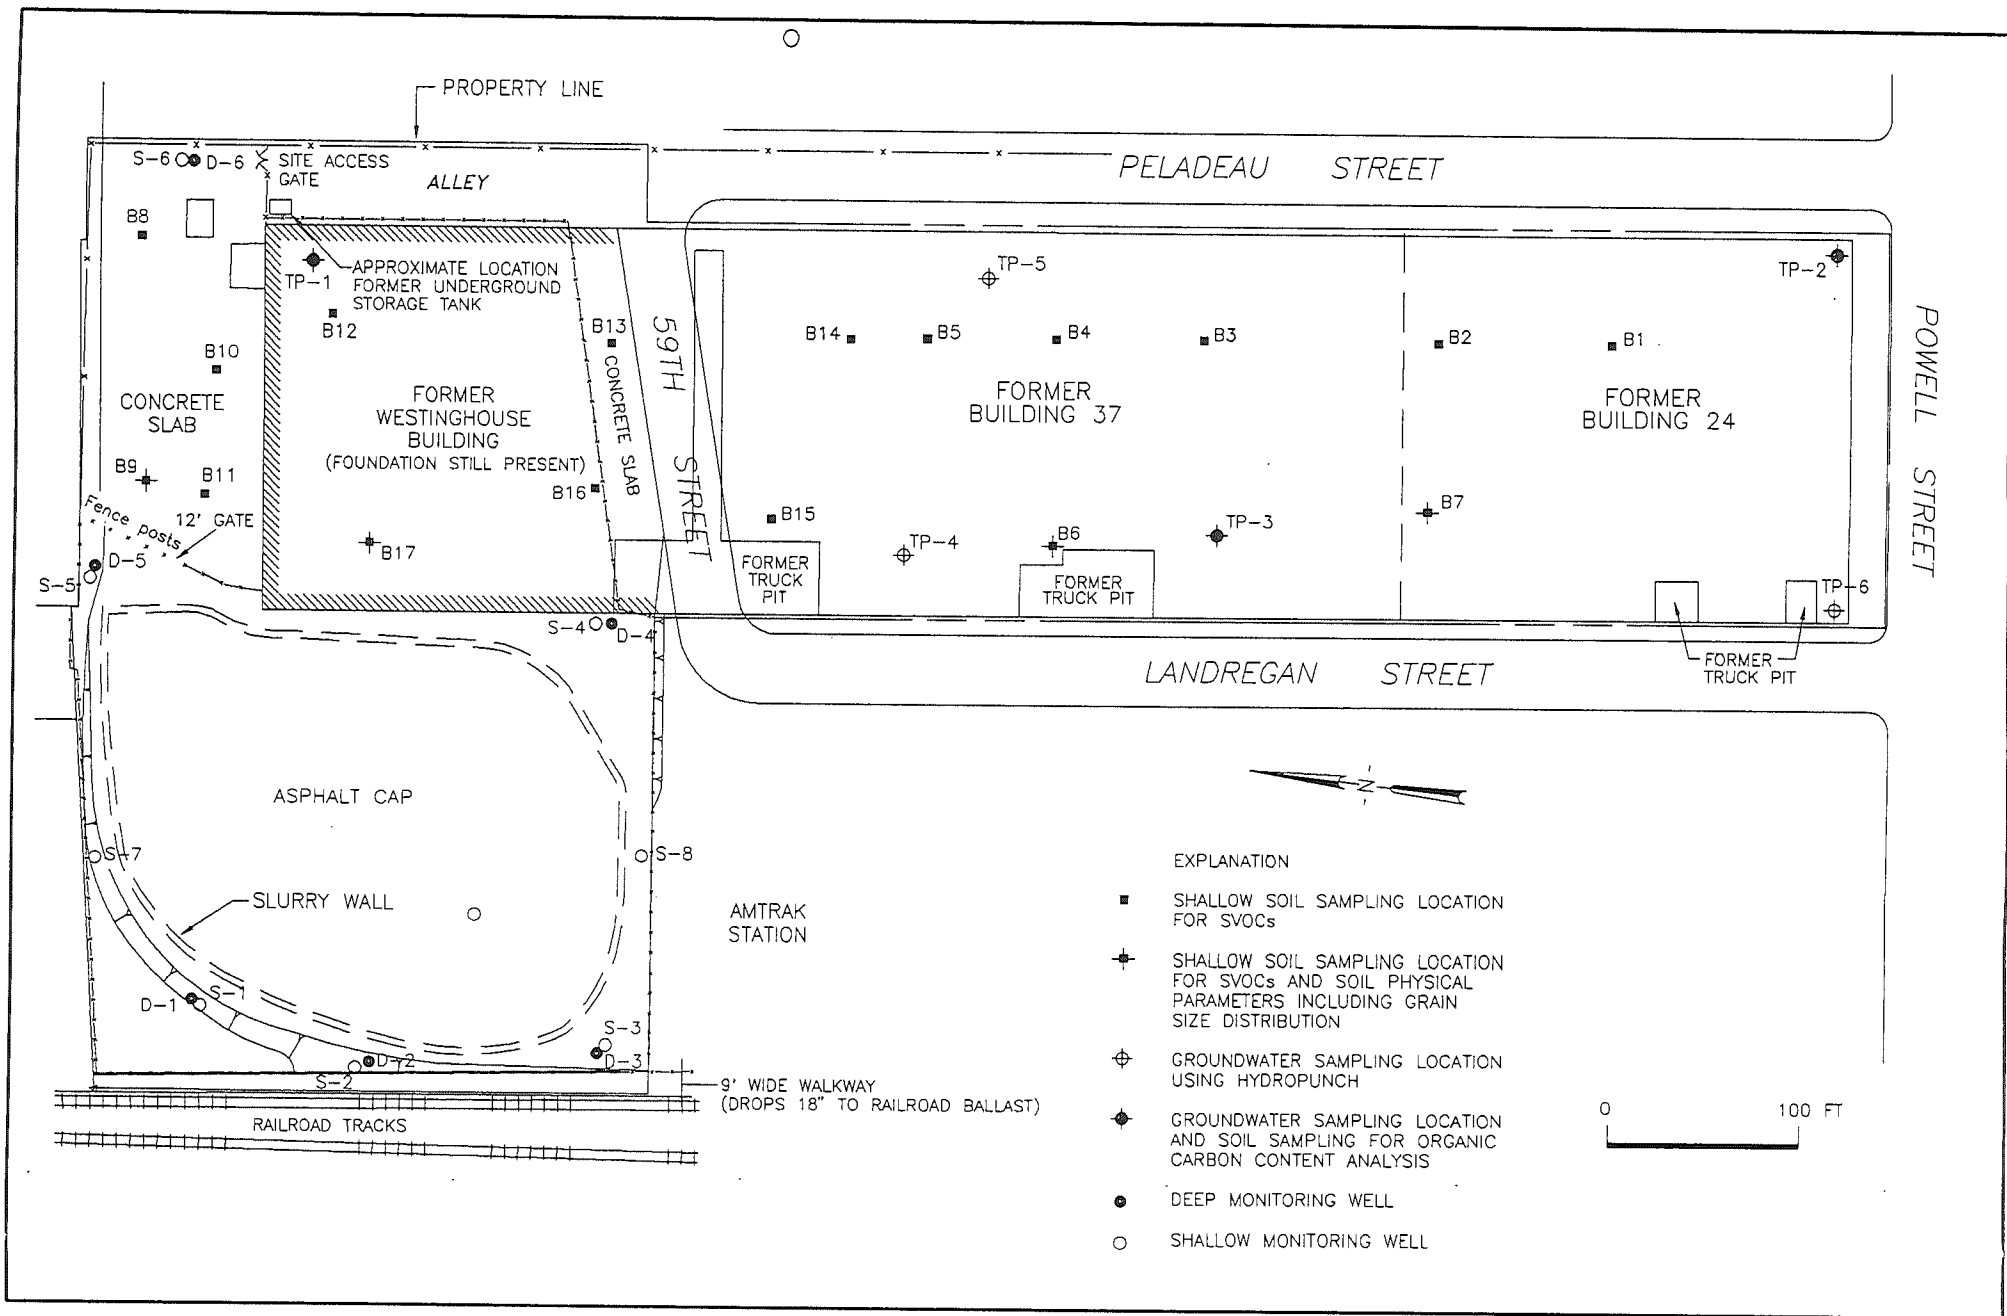 PROPERTY LINE
S-6
D-6
SITE ACCESS
GATE
ALLEY
PELADEAU STREET
B8
TP-1
APPROXIMATE LOCATION
FORMER UNDERGROUND
STORAGE TANK
TP-5
TP-2
B12
B13
B14
B5
B4
B3
B2
B1
B10
59TH STREET
POWELL STREET
CONCRETE
SLAB
FORMER
WESTINGHOUSE
BUILDING
(FOUNDATION STILL PRESENT)
CONCRETE SLAB
FORMER
BUILDING 37
FORMER
BUILDING 24
B9
B11
B16
B15
B7
Fence posts
12' GATE
B17
TP-4
B6
TP-3
D-5
S-5
FORMER
TRUCK
PIT
FORMER
TRUCK PIT
TP-6
S-4
D-4
LANDREGAN STREET
FORMER
TRUCK PIT
N
ASPHALT CAP
S-7
S-8
SLURRY WALL
AMTRAK
STATION
D-1
S-1
S-3
D-2
D-3
S-2
9' WIDE WALKWAY
(DROPS 18" TO RAILROAD BALLAST)
RAILROAD TRACKS
EXPLANATION
SHALLOW SOIL SAMPLING LOCATION
FOR SVOCs
SHALLOW SOIL SAMPLING LOCATION
FOR SVOCs AND SOIL PHYSICAL
PARAMETERS INCLUDING GRAIN
SIZE DISTRIBUTION
GROUNDWATER SAMPLING LOCATION
USING HYDROPUNCH
GROUNDWATER SAMPLING LOCATION
AND SOIL SAMPLING FOR ORGANIC
CARBON CONTENT ANALYSIS
DEEP MONITORING WELL
SHALLOW MONITORING WELL
0 100 FT